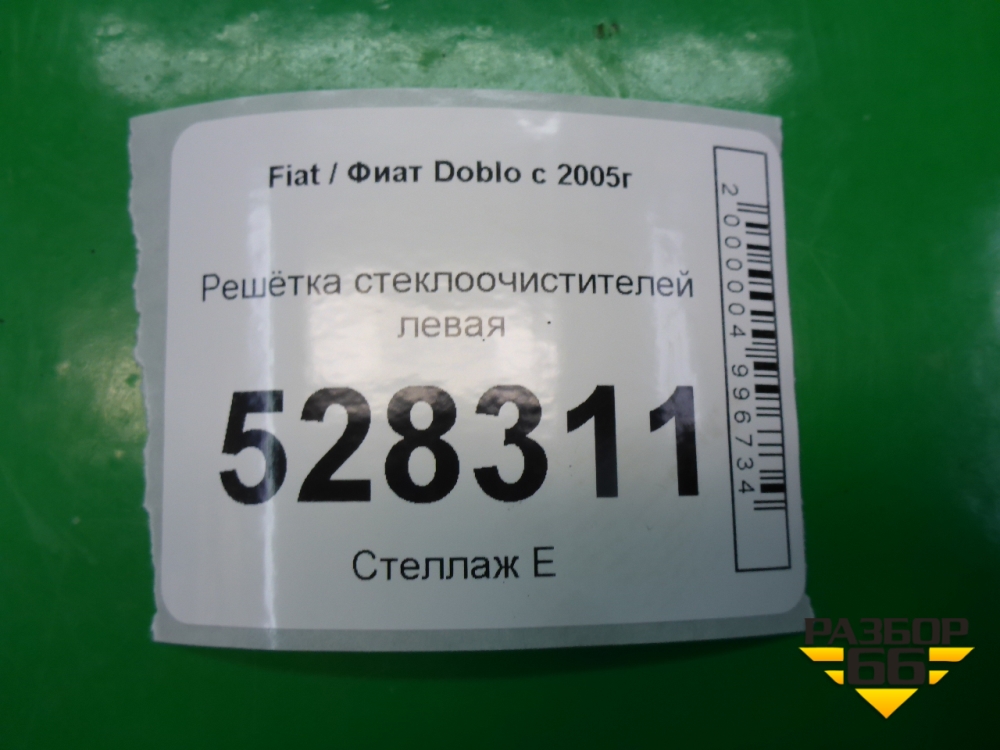 Fiat / Фиат Doblo с 2005г
Решётка стеклоочистителей
левая
528311
Стеллаж Е
2000004996734
РАЗБОР
66